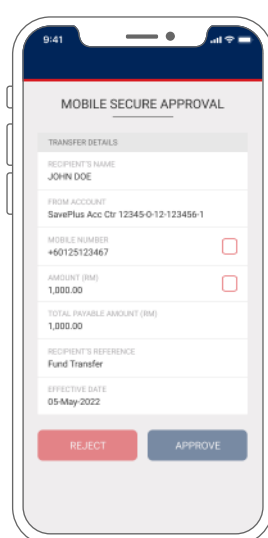 9:41
MOBILE SECURE APPROVAL
TRANSFER DETAILS
RECIPIENT'S NAME
JOHN DOE
FROM ACCOUNT
SavePlus Acc Ctr 12345-0-12-123456-1
MOBILE NUMBER
+60125123467
AMOUNT (RM)
1,000.00
TOTAL PAYABLE AMOUNT (RM)
1,000.00
RECIPIENT'S REFERENCE
Fund Transfer
EFFECTIVE DATE
05-May-2022
REJECT APPROVE